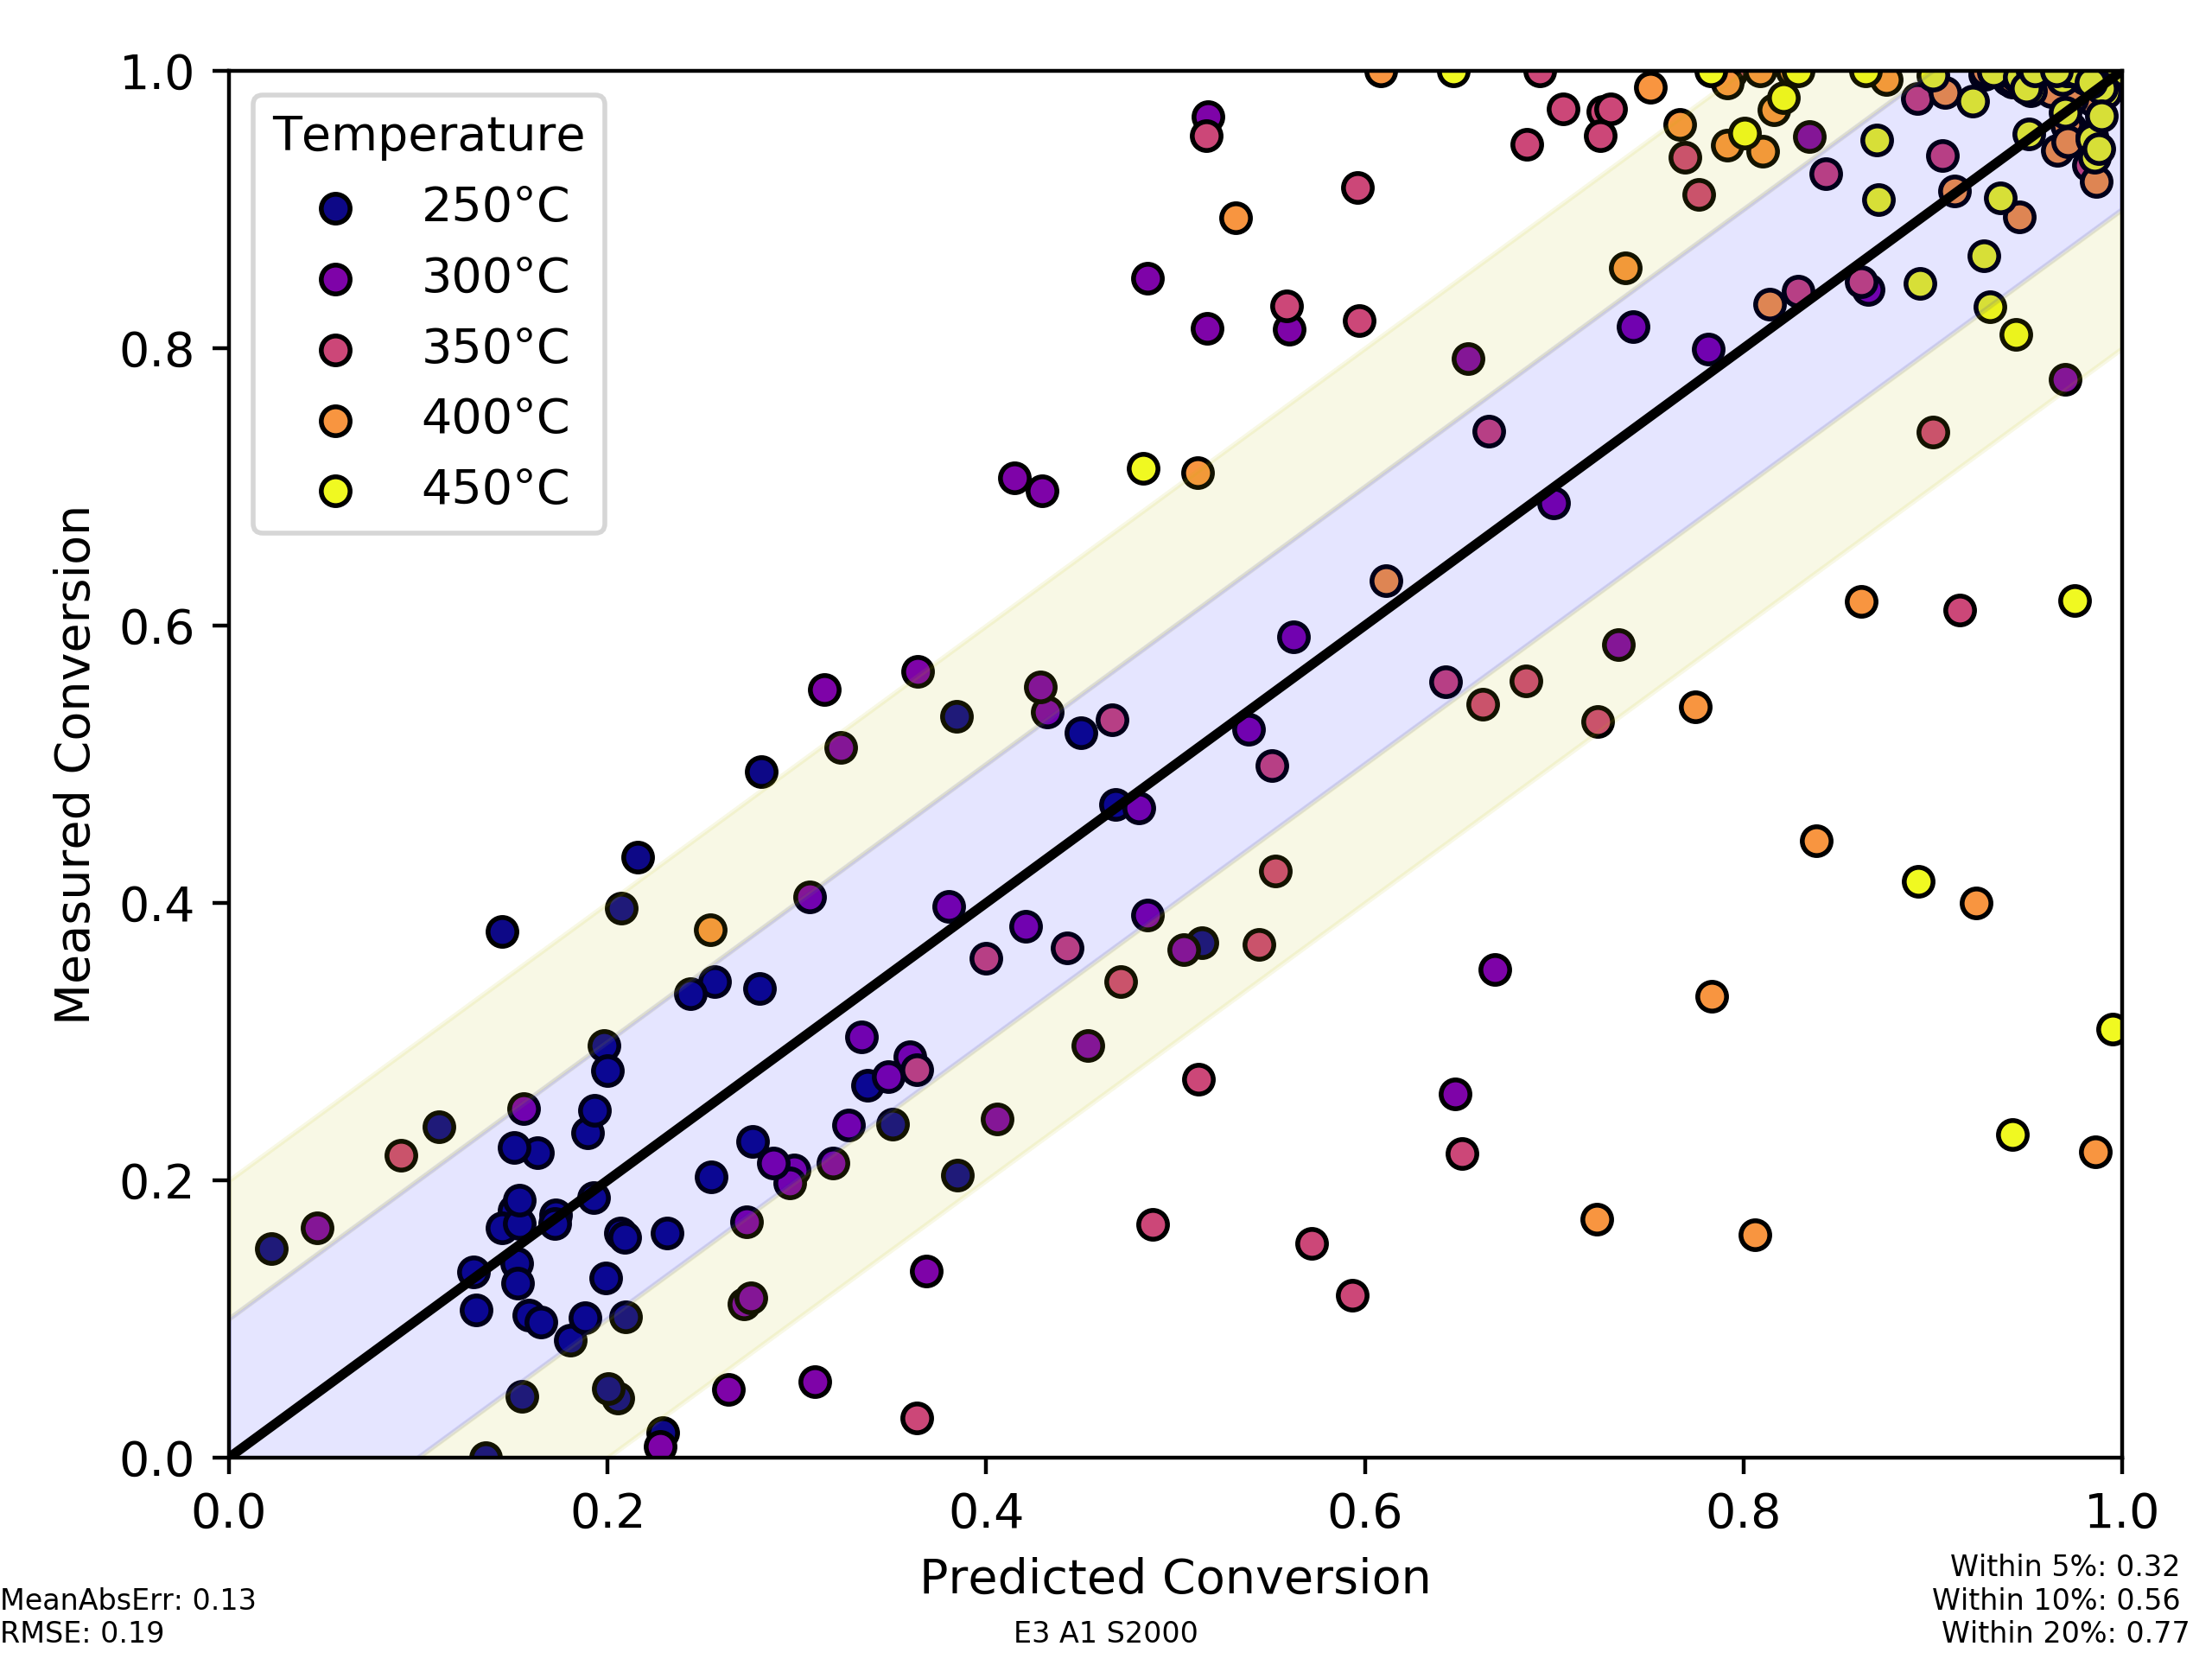 1.0
0.8
0.6
0.4
0.2
0.0
Measured Conversion
Temperature
250°C
300°C
350°C
400°C
450°C
0.0 0.2 0.4 0.6 0.8 1.0
Predicted Conversion
MeanAbsErr: 0.13
RMSE: 0.19
E3 A1 S2000
Within 5%: 0.32
Within 10%: 0.56
Within 20%: 0.77